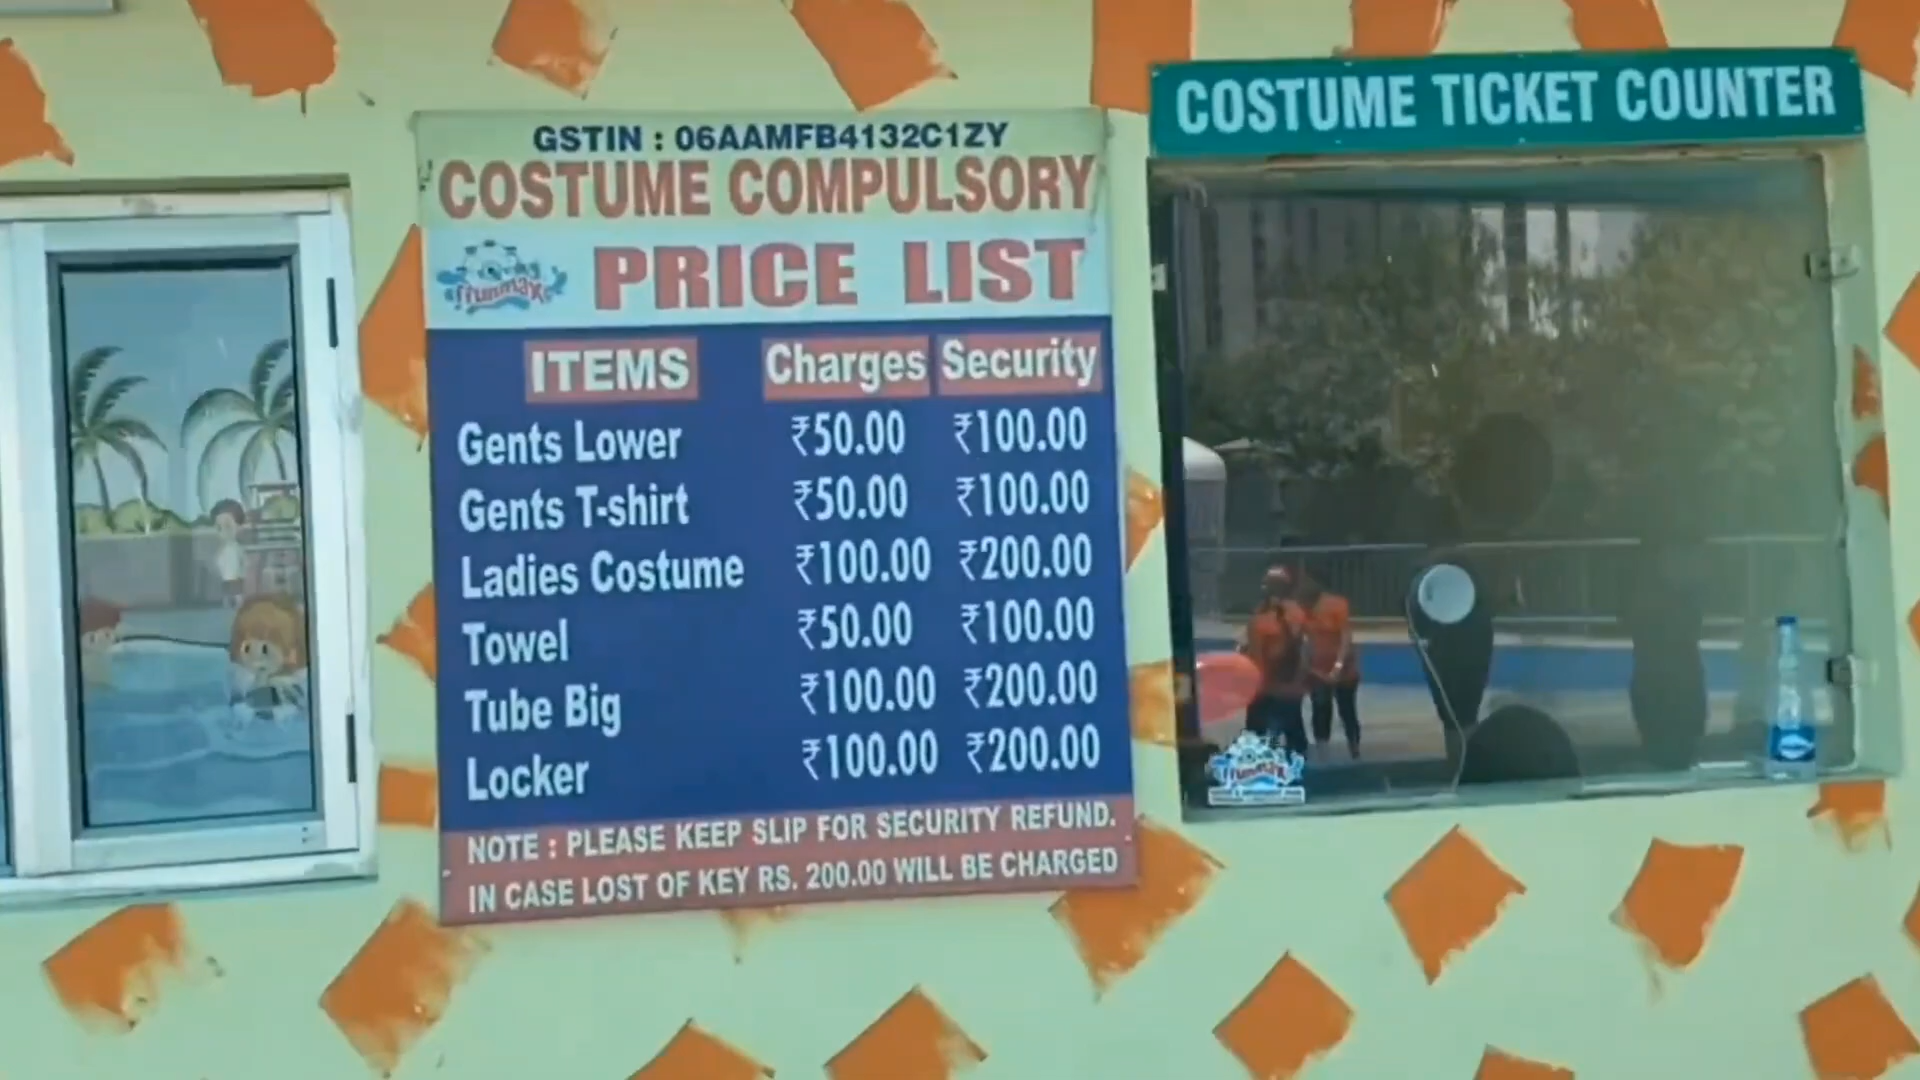 COSTUME TICKET COUNTER
GSTIN : 06AAMFB4132C1ZY
COSTUME COMPULSORY
ffunmax
PRICE LIST
ITEMS Charges Security
Gents Lower ₹50.00 ₹100.00
Gents T-shirt ₹50.00 ₹100.00
Ladies Costume ₹100.00 ₹200.00
Towel ₹50.00 ₹100.00
Tube Big ₹100.00 ₹200.00
Locker ₹100.00 ₹200.00
NOTE : PLEASE KEEP SLIP FOR SECURITY REFUND.
IN CASE LOST OF KEY RS. 200.00 WILL BE CHARGED
ffunmax